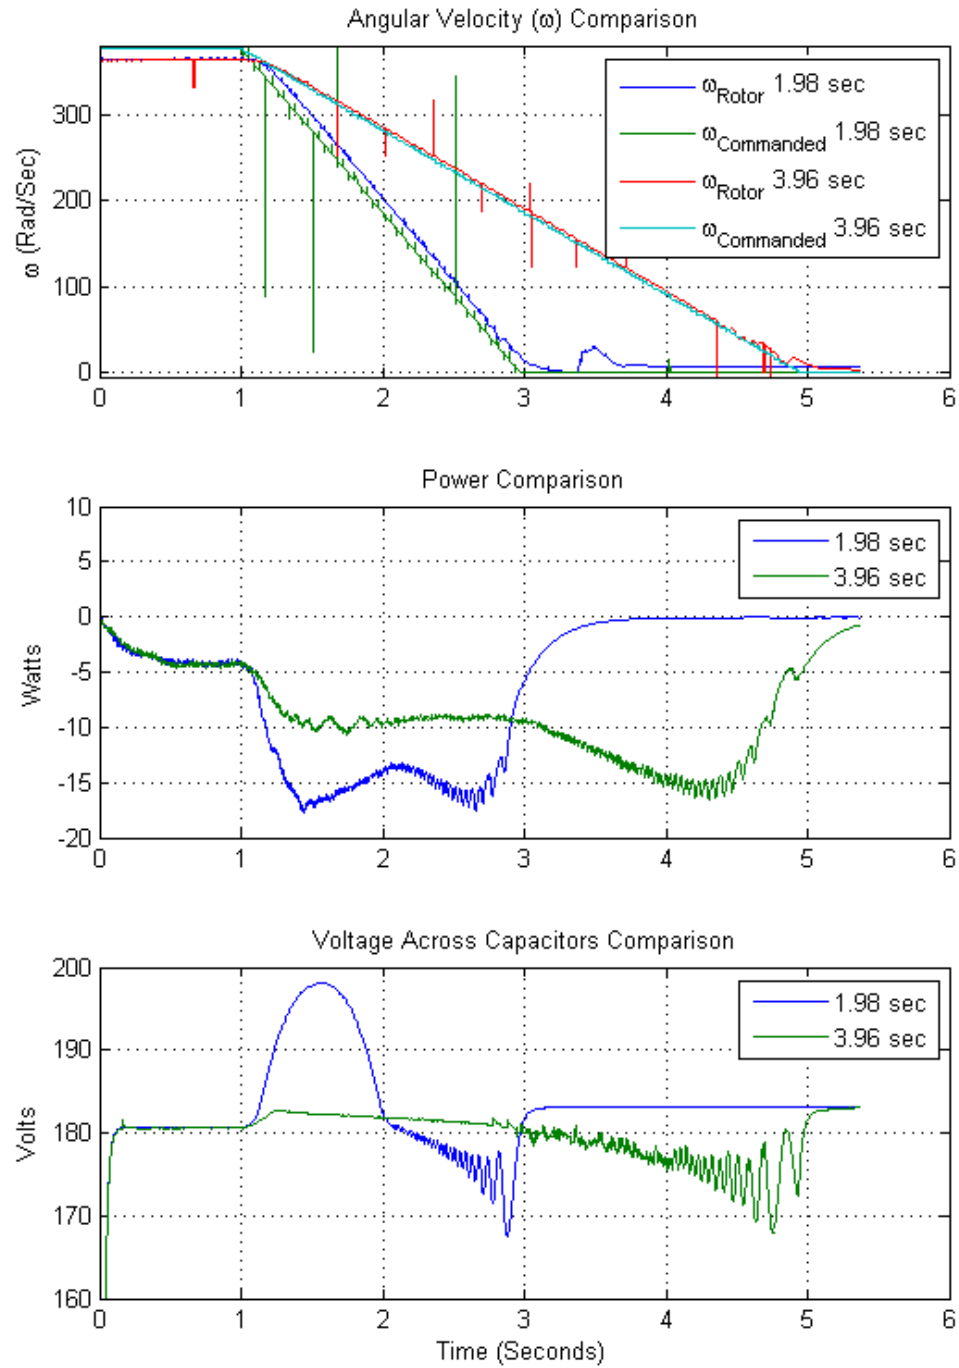 Angular Velocity (ω) Comparison
ω (Rad/Sec)
300
200
100
0
0 1 2 3 4 5 6
ω_Rotor 1.98 sec
ω_Commanded 1.98 sec
ω_Rotor 3.96 sec
ω_Commanded 3.96 sec
Power Comparison
Watts
10
5
0
-5
-10
-15
-20
0 1 2 3 4 5 6
1.98 sec
3.96 sec
Voltage Across Capacitors Comparison
Volts
200
190
180
170
160
0 1 2 3 4 5 6
1.98 sec
3.96 sec
Time (Seconds)